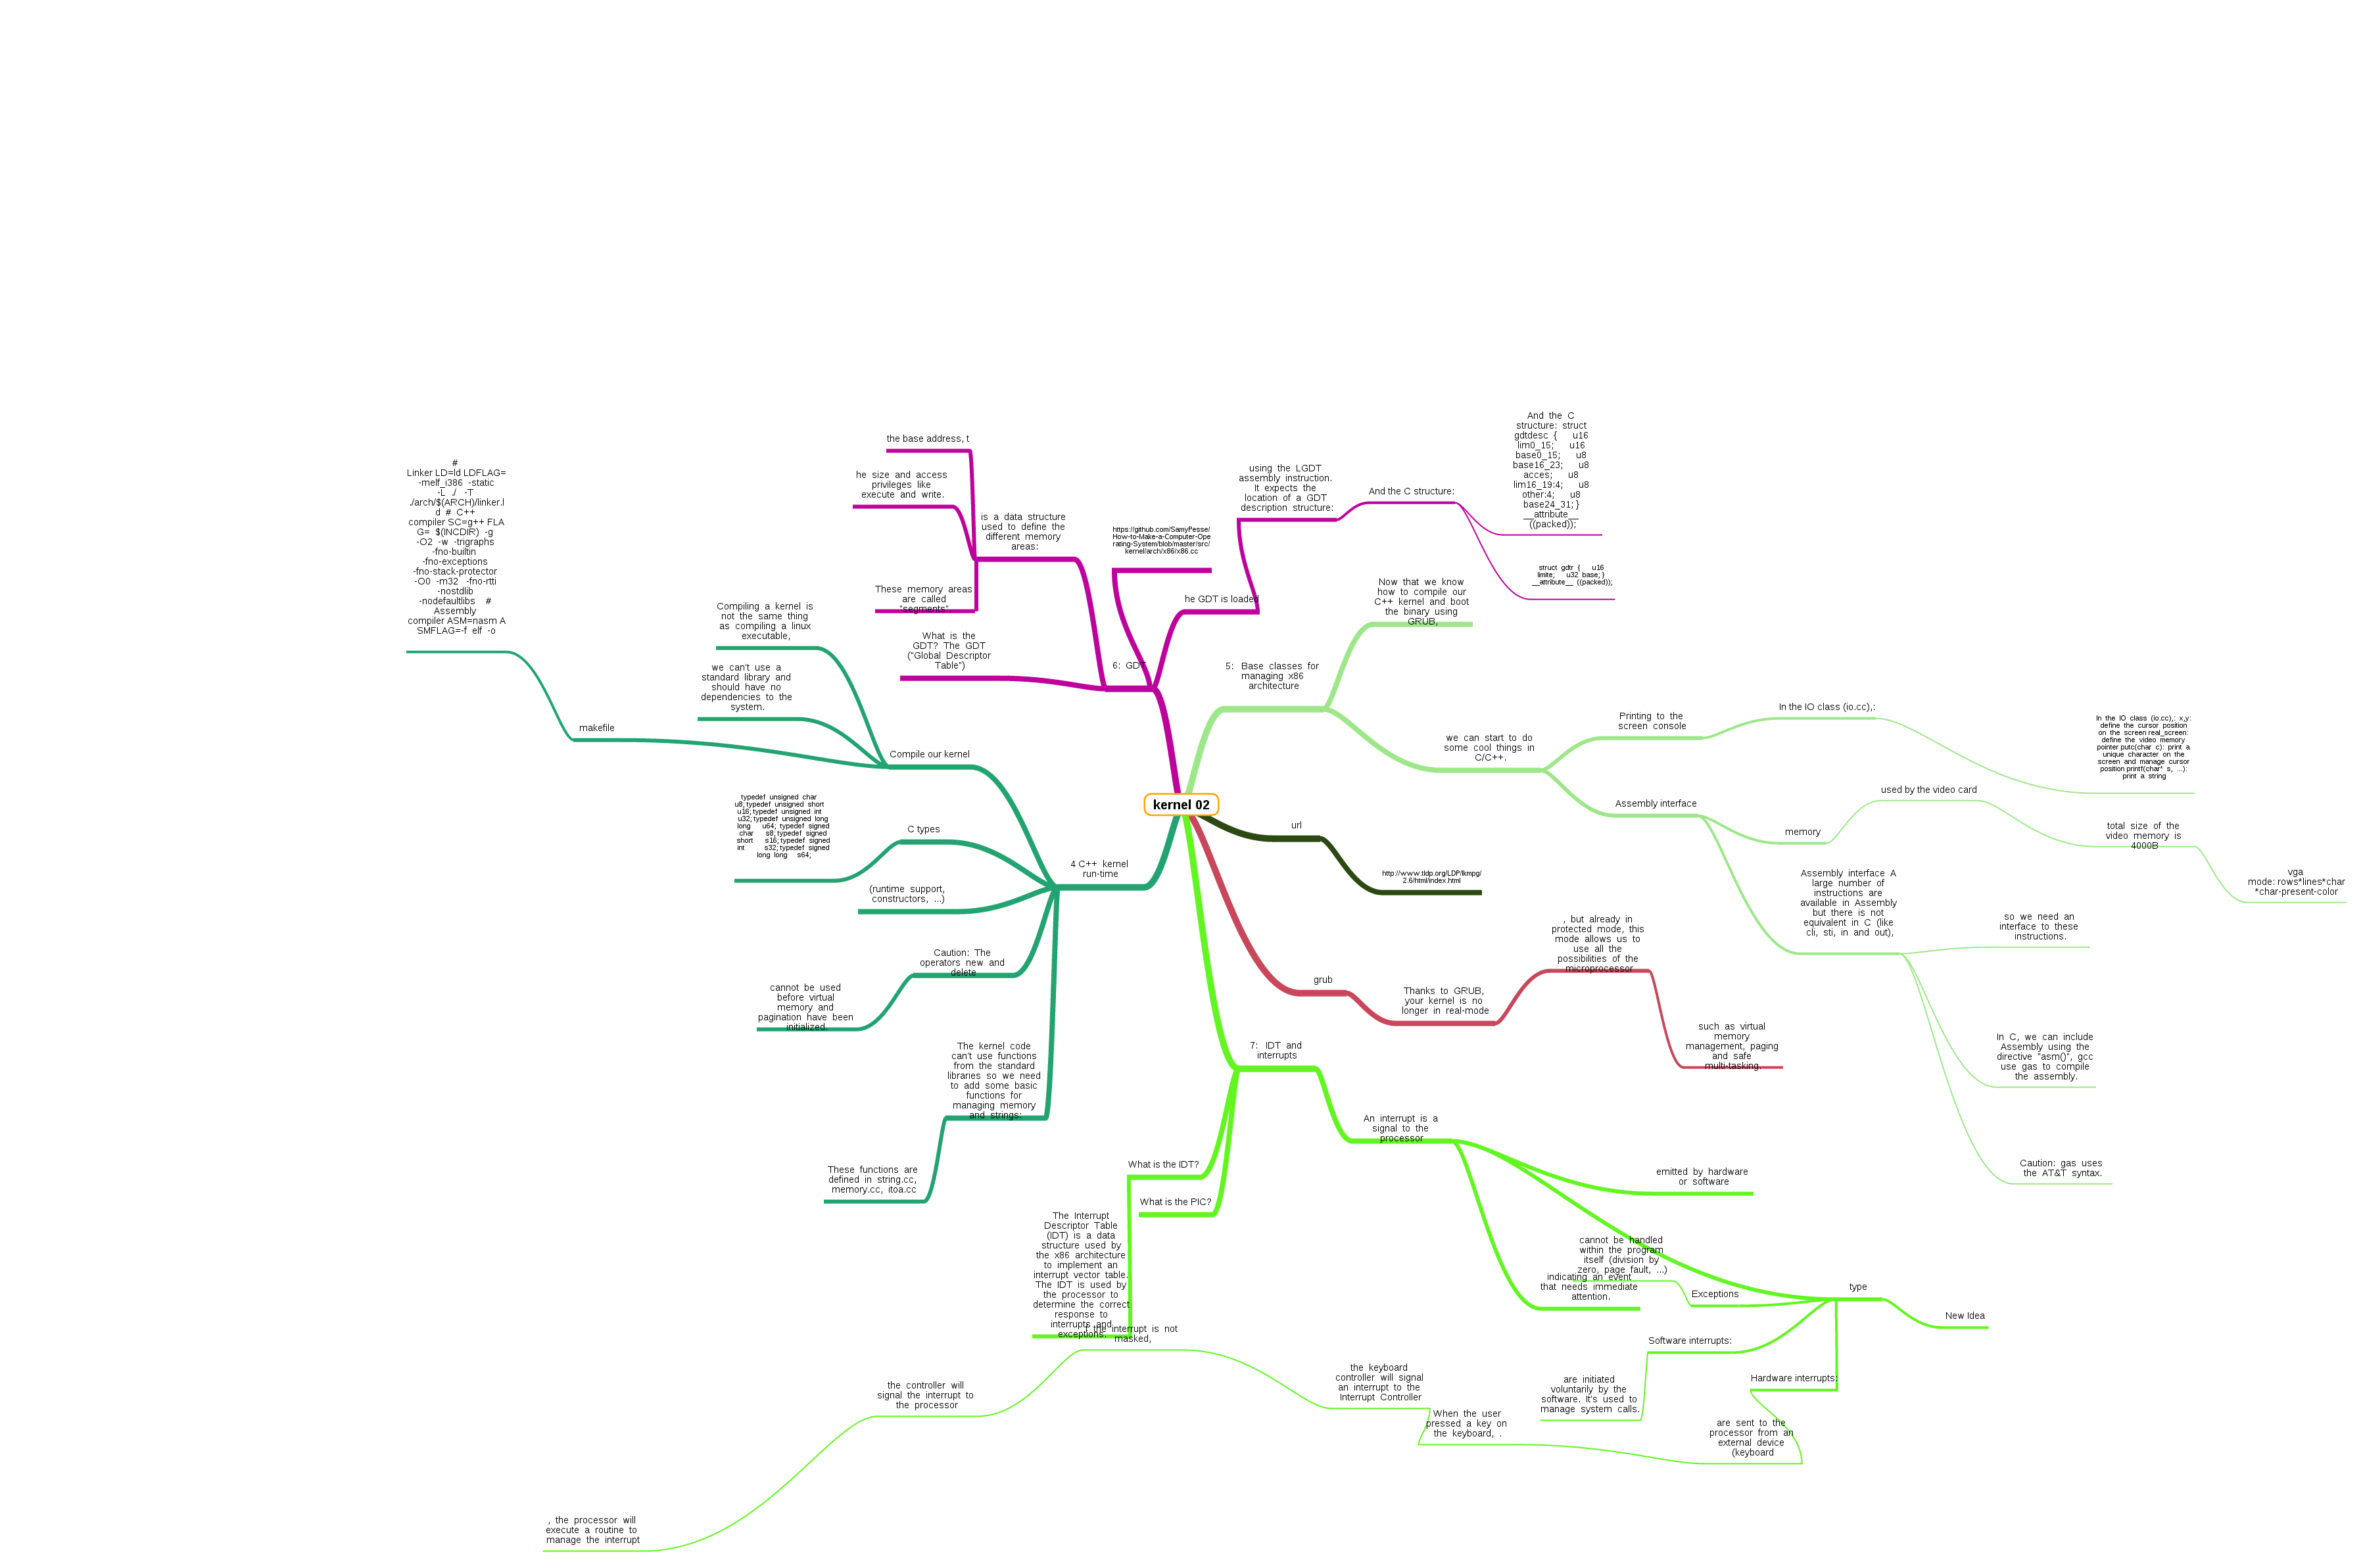 kernel 02
6: GDT
is a data structure
used to define the
different memory
areas:
the base address, t
he size and access
privileges like
execute and write.
These memory areas
are called
"segments"
What is the
GDT? The GDT
("Global Descriptor
Table")
https://github.com/SamyPesse/
How-to-Make-a-Computer-Ope
rating-System/blob/master/src/
kernel/arch/x86/x86.cc
he GDT is loaded
using the LGDT
assembly instruction.
It expects the
location of a GDT
description structure:
And the C structure:
And the C
structure: struct
gdtdesc { u16
lim0_15; u16
base0_15; u8
base16_23; u8
acces; u8
lim16_19:4; u8
other:4; u8
base24_31; }
__attribute__
((packed));
struct gdtr { u16
limite; u32 base; }
__attribute__ ((packed));
5: Base classes for
managing x86
architecture
Now that we know
how to compile our
C++ kernel and boot
the binary using
GRUB,
we can start to do
some cool things in
C/C++.
Printing to the
screen console
In the IO class (io.cc),:
In the IO class (io.cc),: x,y:
define the cursor position
on the screen real_screen:
define the video memory
pointer putc(char c): print a
unique character on the
screen and manage cursor
position printf(char* s, ...):
print a string
Assembly interface
memory
used by the video card
total size of the
video memory is
4000B
vga
mode: rows*lines*char
*char-present-color
Assembly interface A
large number of
instructions are
available in Assembly
but there is not
equivalent in C (like
cli, sti, in and out),
so we need an
interface to these
instructions.
In C, we can include
Assembly using the
directive "asm()", gcc
use gas to compile
the assembly.
Caution: gas uses
the AT&T syntax.
url
http://www.tldp.org/LDP/lkmpg/
2.6/html/index.html
grub
Thanks to GRUB,
your kernel is no
longer in real-mode
, but already in
protected mode, this
mode allows us to
use all the
possibilities of the
microprocessor
such as virtual
memory
management, paging
and safe
multi-tasking.
7: IDT and
interrupts
An interrupt is a
signal to the
processor
emitted by hardware
or software
indicating an event
that needs immediate
attention.
type
New Idea
Exceptions
cannot be handled
within the program
itself (division by
zero, page fault, ...)
Software interrupts:
are initiated
voluntarily by the
software. It's used to
manage system calls.
Hardware interrupts:
are sent to the
processor from an
external device
(keyboard
When the user
pressed a key on
the keyboard, .
the keyboard
controller will signal
an interrupt to the
Interrupt Controller
f the interrupt is not
masked,
the controller will
signal the interrupt to
the processor
, the processor will
execute a routine to
manage the interrupt
What is the IDT?
The Interrupt
Descriptor Table
(IDT) is a data
structure used by
the x86 architecture
to implement an
interrupt vector table.
The IDT is used by
the processor to
determine the correct
response to
interrupts and
exceptions.
What is the PIC?
4 C++ kernel
run-time
Compile our kernel
Compiling a kernel is
not the same thing
as compiling a linux
executable,
we can't use a
standard library and
should have no
dependencies to the
system.
makefile
#
Linker LD=ld LDFLAG=
-melf_i386 -static
-L ./ -T
./arch/$(ARCH)/linker.l
d # C++
compiler SC=g++ FLA
G= $(INCDIR) -g
-O2 -w -trigraphs
-fno-builtin
-fno-exceptions
-fno-stack-protector
-O0 -m32 -fno-rtti
-nostdlib
-nodefaultlibs #
Assembly
compiler ASM=nasm A
SMFLAG=-f elf -o
C types
typedef unsigned char
u8; typedef unsigned short
u16; typedef unsigned int
u32; typedef unsigned long
long u64; typedef signed
char s8; typedef signed
short s16; typedef signed
int s32; typedef signed
long long s64;
(runtime support,
constructors, ...)
Caution: The
operators new and
delete
cannot be used
before virtual
memory and
pagination have been
initialized.
The kernel code
can't use functions
from the standard
libraries so we need
to add some basic
functions for
managing memory
and strings:
These functions are
defined in string.cc,
memory.cc, itoa.cc